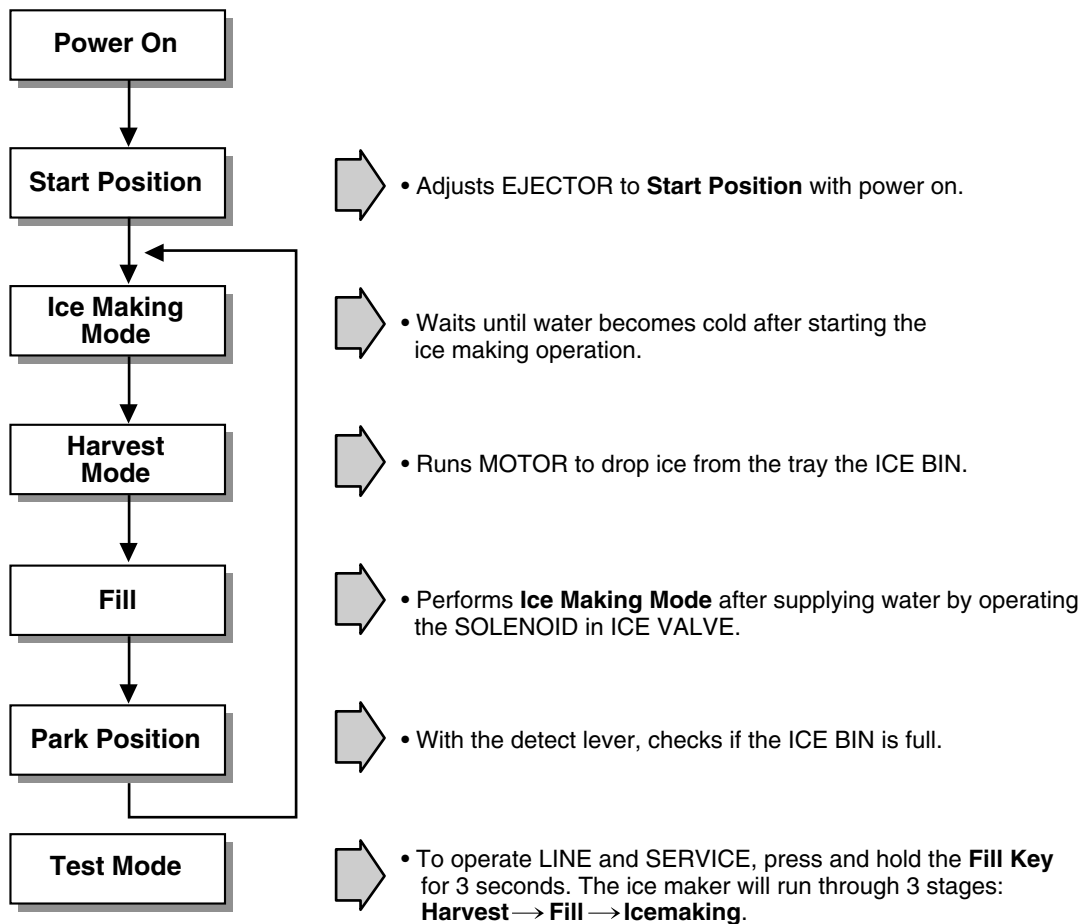 Power On
Start Position
• Adjusts EJECTOR to Start Position with power on.
Ice Making
Mode
• Waits until water becomes cold after starting the
ice making operation.
Harvest
Mode
• Runs MOTOR to drop ice from the tray the ICE BIN.
Fill
• Performs Ice Making Mode after supplying water by operating
the SOLENOID in ICE VALVE.
Park Position
• With the detect lever, checks if the ICE BIN is full.
Test Mode
• To operate LINE and SERVICE, press and hold the Fill Key
for 3 seconds. The ice maker will run through 3 stages:
Harvest → Fill → Icemaking.